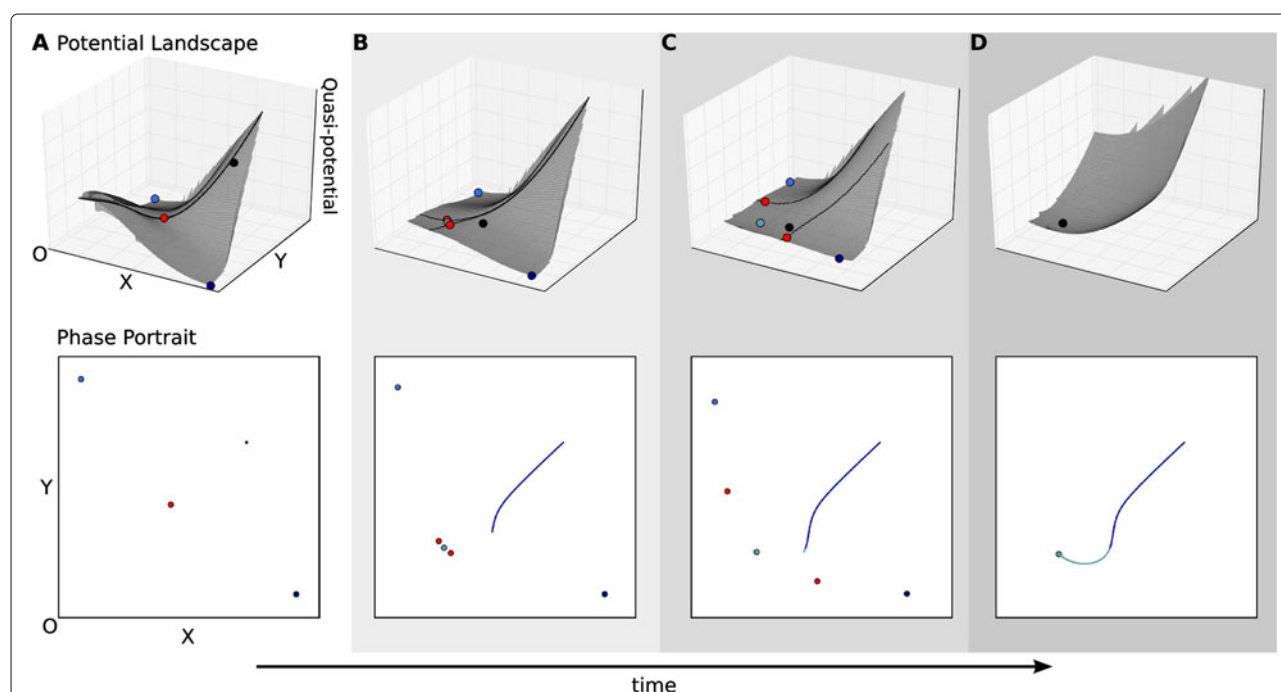 A Potential Landscape
B
C
D
Quasi-potential
O
X
Y
Phase Portrait
Y
O
X
time